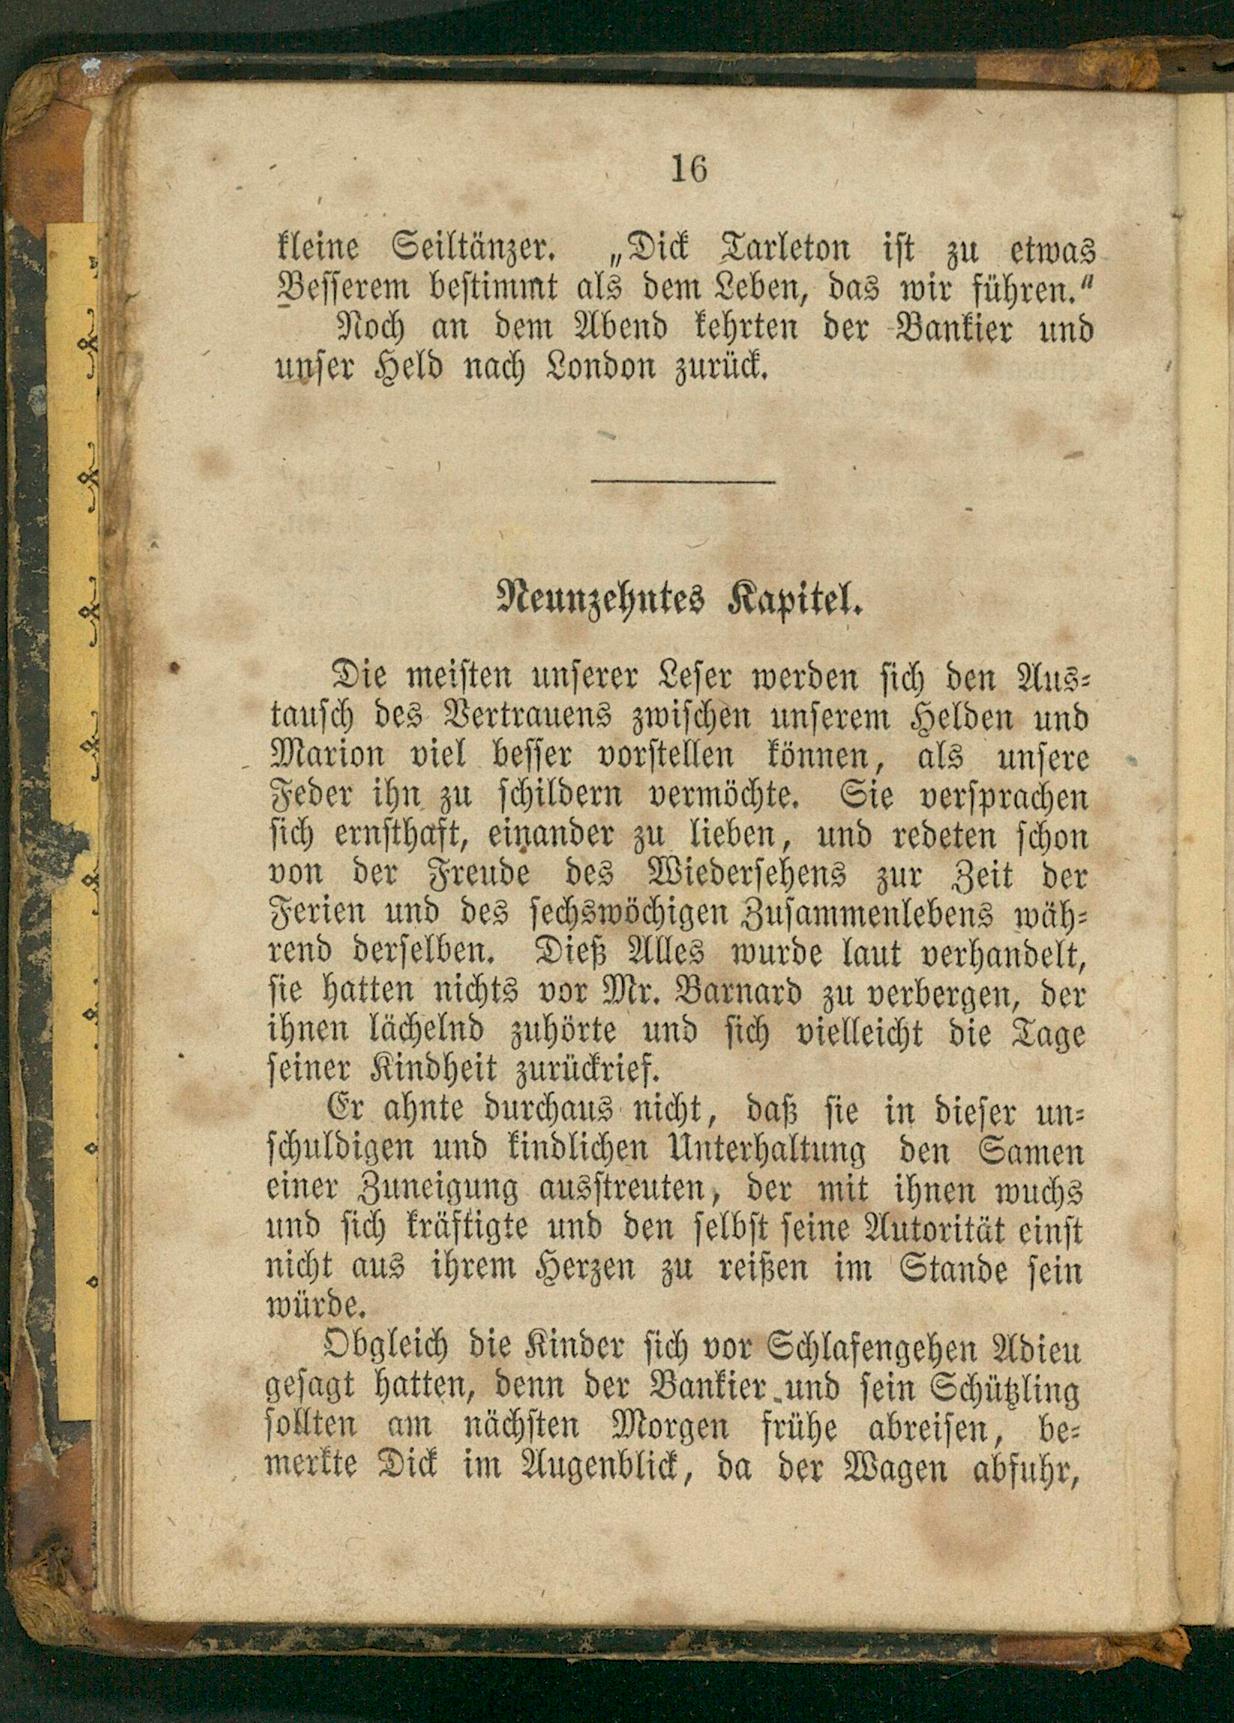 16
kleine Seiltänzer. „Dick Tarleton ist zu etwas
Besserem bestimmt als dem Leben, das wir führen."
Noch an dem Abend kehrten der Bankier und
unser Held nach London zurück.
Neunzehntes Kapitel.
Die meisten unserer Leser werden sich den Aus-
tausch des Vertrauens zwischen unserem Helden und
Marion viel besser vorstellen können, als unsere
Feder ihn zu schildern vermöchte. Sie versprachen
sich ernsthaft, einander zu lieben, und redeten schon
von der Freude des Wiedersehens zur Zeit der
Ferien und des sechswöchigen Zusammenlebens wäh-
rend derselben. Dieß Alles wurde laut verhandelt,
sie hatten nichts vor Mr. Barnard zu verbergen, der
ihnen lächelnd zuhörte und sich vielleicht die Tage
seiner Kindheit zurückrief.
Er ahnte durchaus nicht, daß sie in dieser un-
schuldigen und kindlichen Unterhaltung den Samen
einer Zuneigung ausstreuten, der mit ihnen wuchs
und sich kräftigte und den selbst seine Autorität einst
nicht aus ihrem Herzen zu reißen im Stande sein
würde.
Obgleich die Kinder sich vor Schlafengehen Adieu
gesagt hatten, denn der Bankier und sein Schützling
sollten am nächsten Morgen frühe abreisen, be-
merkte Dick im Augenblick, da der Wagen abfuhr,